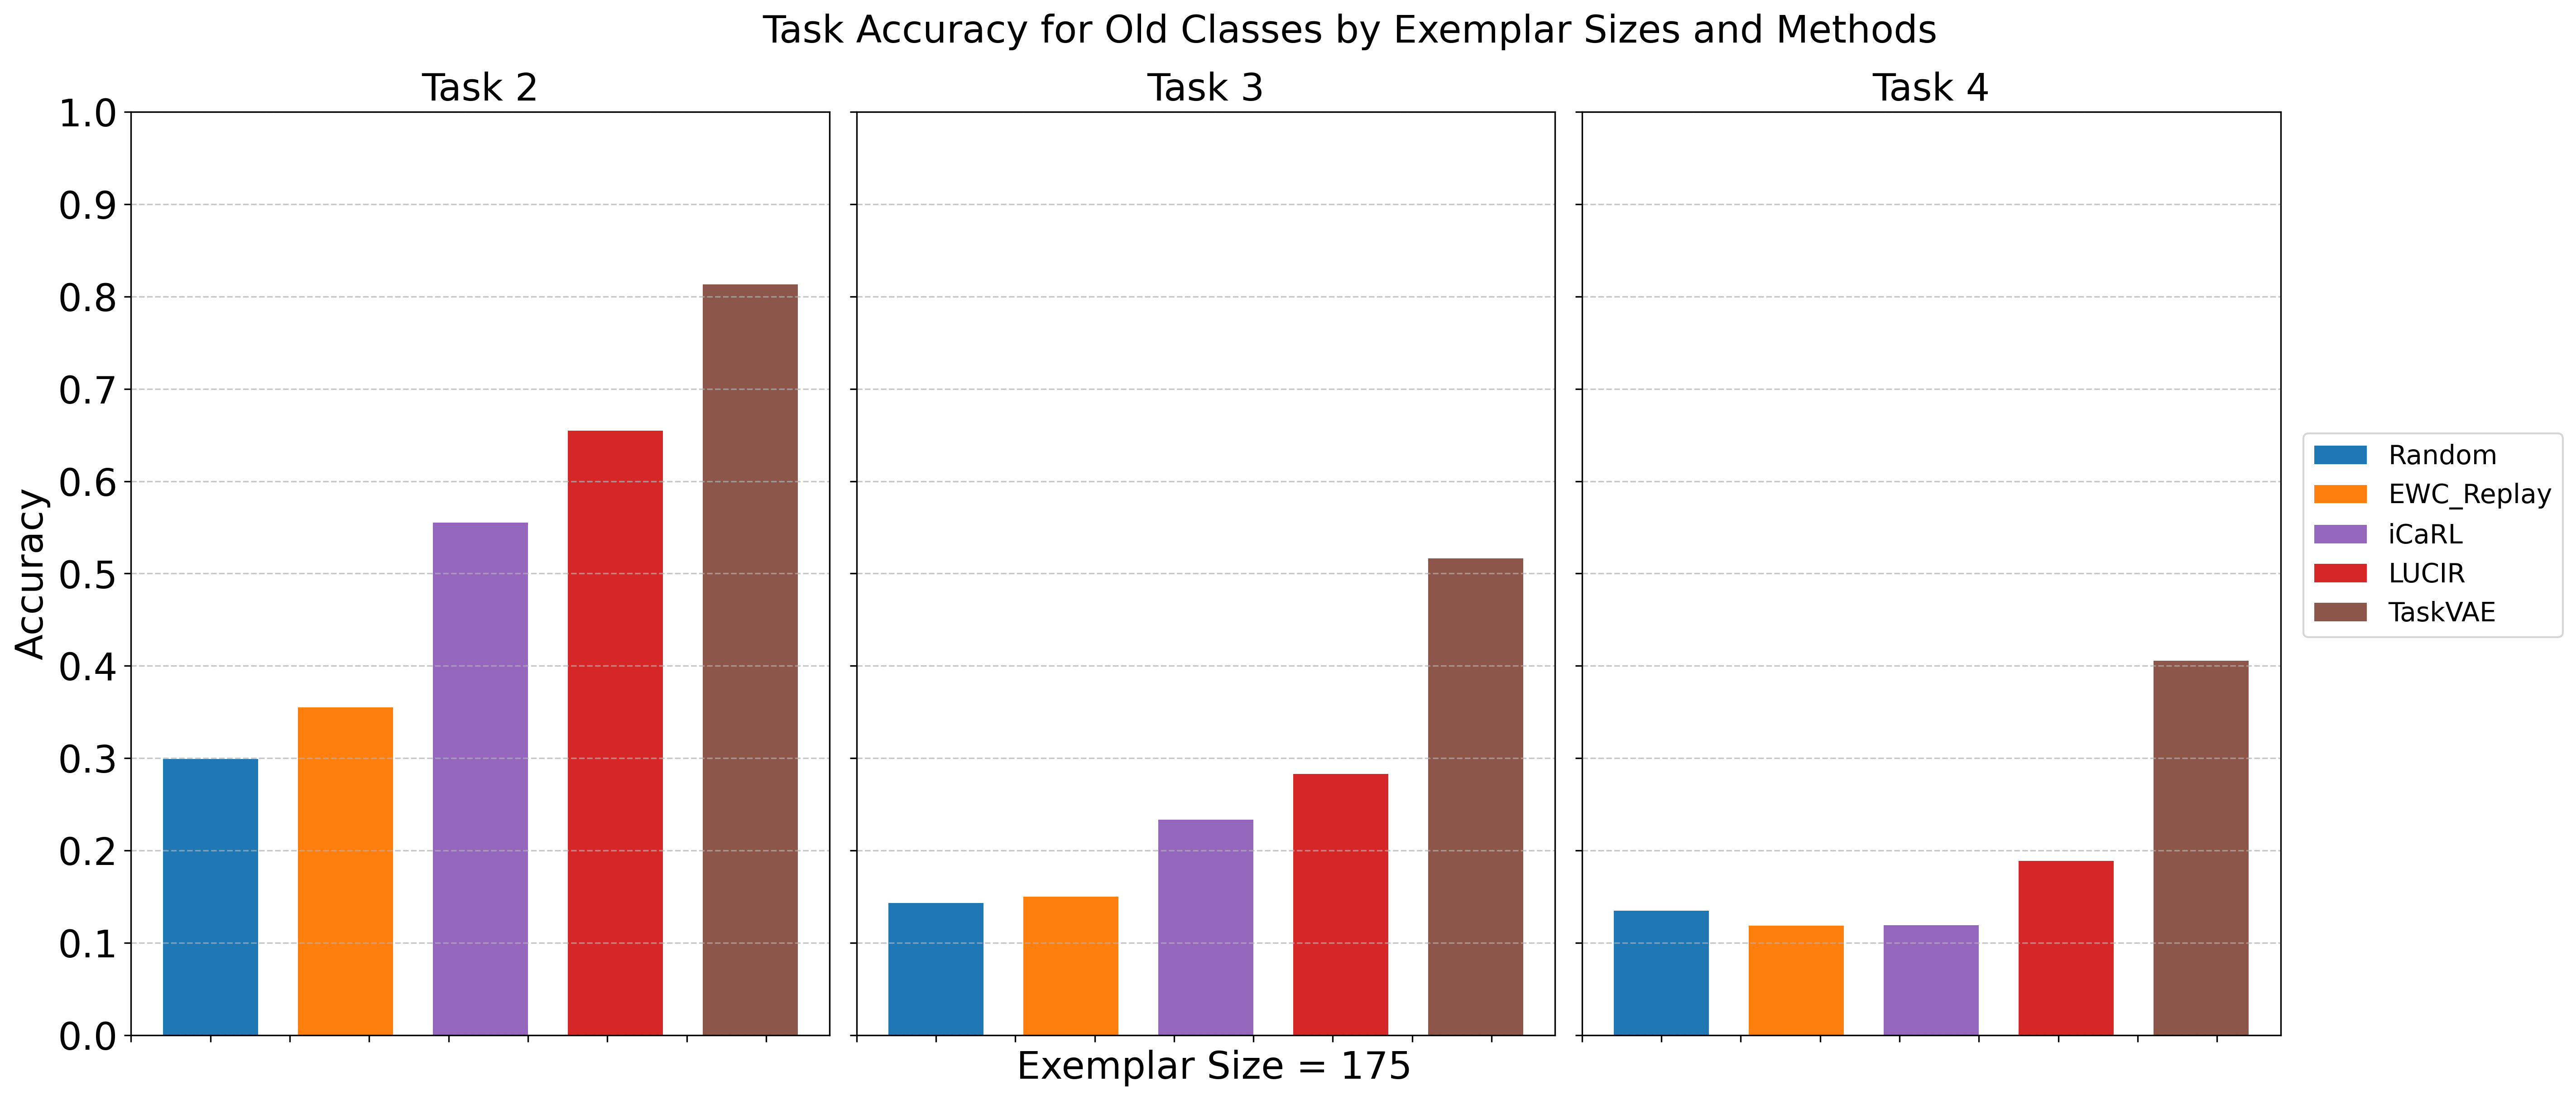 Task Accuracy for Old Classes by Exemplar Sizes and Methods
Task 2
Task 3
Task 4
1.0
0.9
0.8
0.7
0.6
0.5
0.4
0.3
0.2
0.1
0.0
Accuracy
Exemplar Size = 175
Random
EWC_Replay
iCaRL
LUCIR
TaskVAE